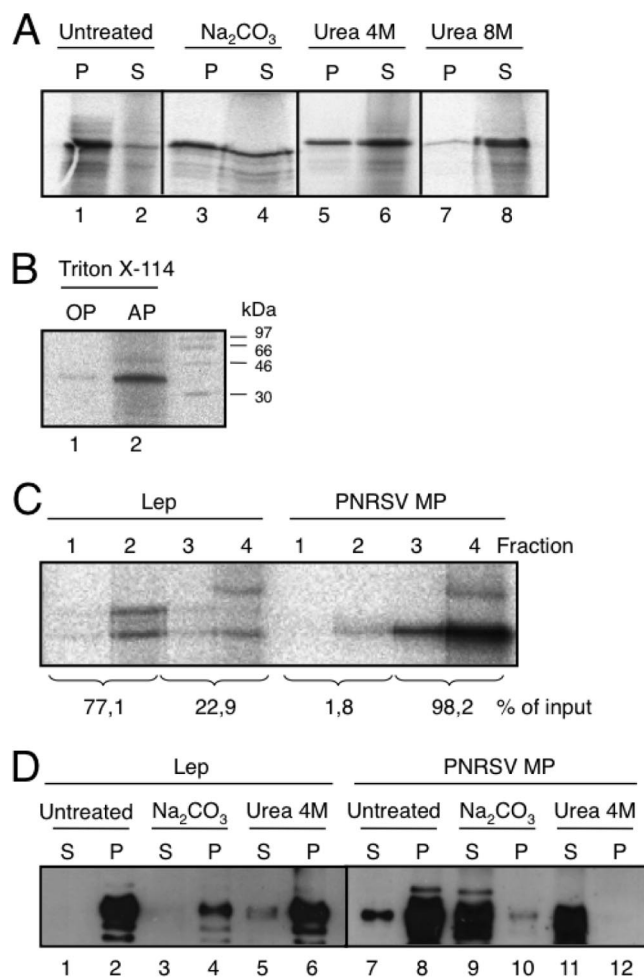 A
Untreated Na₂CO₃ Urea 4M Urea 8M
P S P S P S P S
1 2 3 4 5 6 7 8
B
Triton X-114
OP AP kDa
97
66
46
30
1 2
C
Lep PNRSV MP
1 2 3 4 1 2 3 4 Fraction
77,1 22,9 1,8 98,2 % of input
D
Lep PNRSV MP
Untreated Na₂CO₃ Urea 4M Untreated Na₂CO₃ Urea 4M
S P S P S P S P S P S P
1 2 3 4 5 6 7 8 9 10 11 12